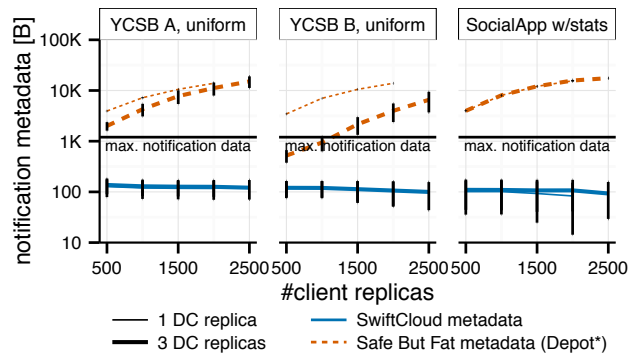 YCSB A, uniform
YCSB B, uniform
SocialApp w/stats
notification metadata [B]
100K
10K
1K
100
10
max. notification data
max. notification data
max. notification data
500
1500
2500
500
1500
2500
500
1500
2500
#client replicas
1 DC replica
SwiftCloud metadata
3 DC replicas
Safe But Fat metadata (Depot*)